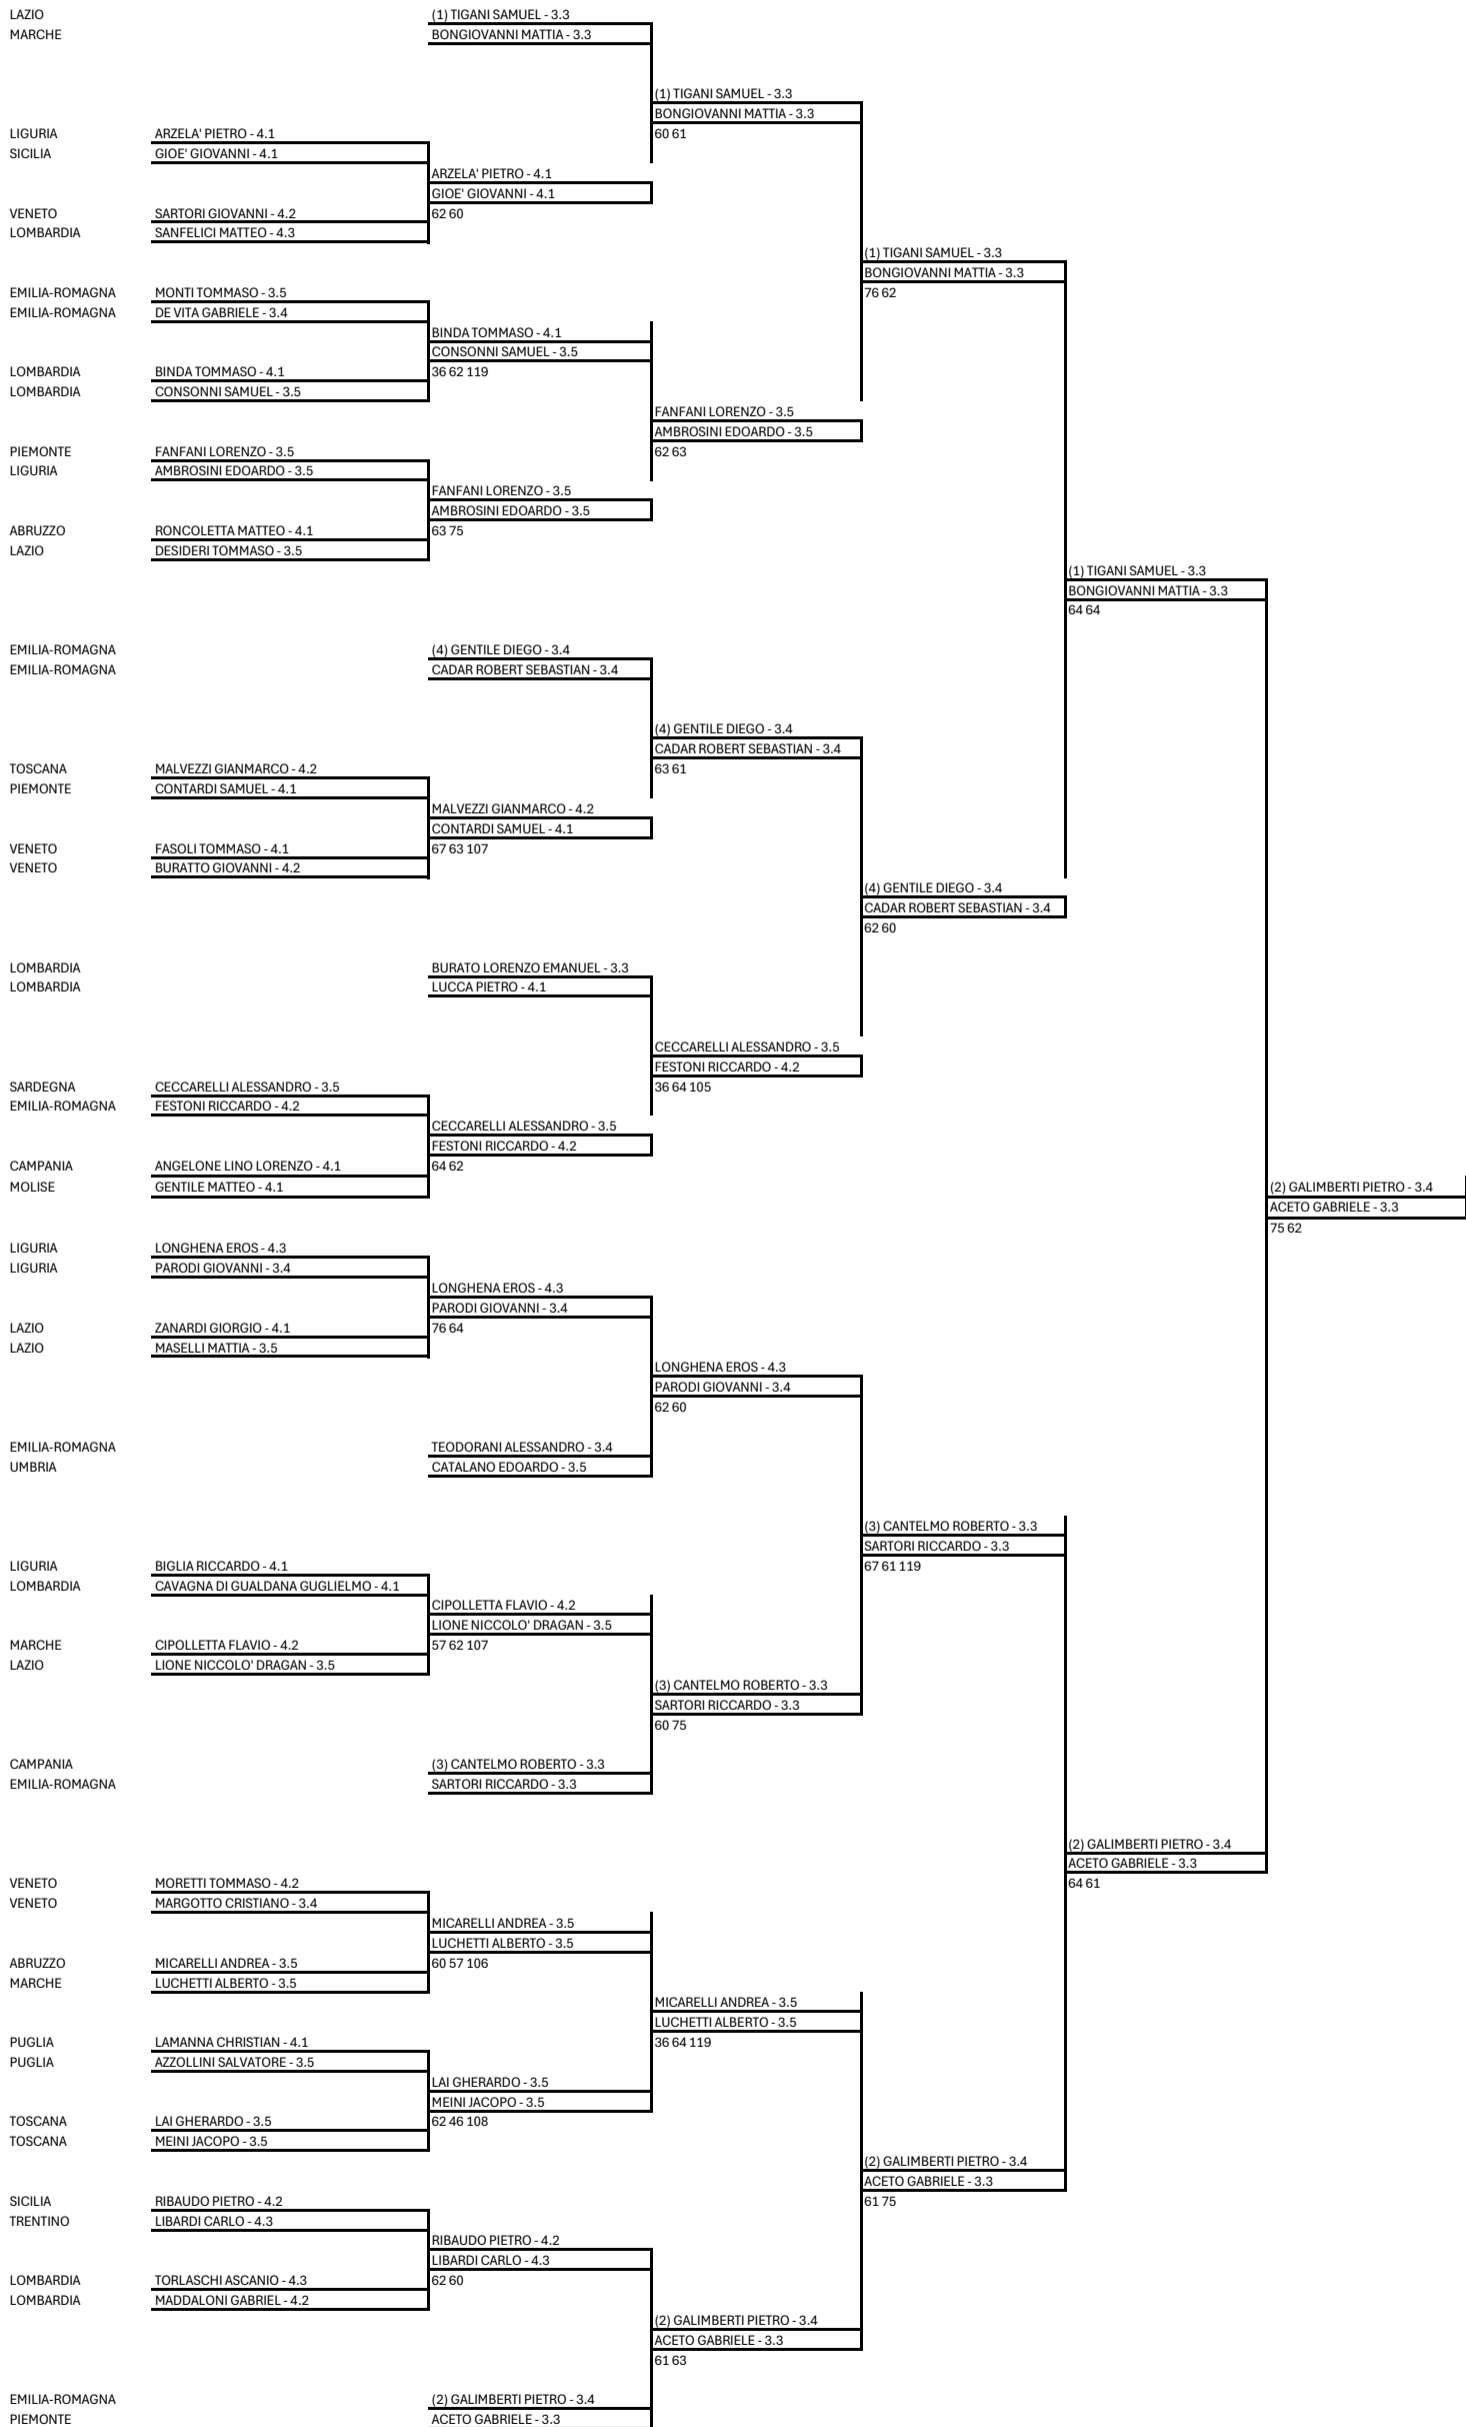 LAZIO (1) TIGANI SAMUEL - 3.3
MARCHE BONGIOVANNI MATTIA - 3.3
(1) TIGANI SAMUEL - 3.3
BONGIOVANNI MATTIA - 3.3
LIGURIA ARZELA' PIETRO - 4.1 60 61
SICILIA GIOE' GIOVANNI - 4.1
ARZELA' PIETRO - 4.1
GIOE' GIOVANNI - 4.1
VENETO SARTORI GIOVANNI - 4.2 62 60
LOMBARDIA SANFELICI MATTEO - 4.3
(1) TIGANI SAMUEL - 3.3
BONGIOVANNI MATTIA - 3.3
EMILIA-ROMAGNA MONTI TOMMASO - 3.5 76 62
EMILIA-ROMAGNA DE VITA GABRIELE - 3.4
BINDA TOMMASO - 4.1
CONSONNI SAMUEL - 3.5
LOMBARDIA BINDA TOMMASO - 4.1 36 62 119
LOMBARDIA CONSONNI SAMUEL - 3.5
FANFANI LORENZO - 3.5
AMBROSINI EDOARDO - 3.5
PIEMONTE FANFANI LORENZO - 3.5 62 63
LIGURIA AMBROSINI EDOARDO - 3.5
FANFANI LORENZO - 3.5
AMBROSINI EDOARDO - 3.5
ABRUZZO RONCOLETTA MATTEO - 4.1 63 75
LAZIO DESIDERI TOMMASO - 3.5
(1) TIGANI SAMUEL - 3.3
BONGIOVANNI MATTIA - 3.3
64 64
EMILIA-ROMAGNA (4) GENTILE DIEGO - 3.4
EMILIA-ROMAGNA CADAR ROBERT SEBASTIAN - 3.4
(4) GENTILE DIEGO - 3.4
CADAR ROBERT SEBASTIAN - 3.4
TOSCANA MALVEZZI GIANMARCO - 4.2 63 61
PIEMONTE CONTARDI SAMUEL - 4.1
MALVEZZI GIANMARCO - 4.2
CONTARDI SAMUEL - 4.1
VENETO FASOLI TOMMASO - 4.1 67 63 107
VENETO BURATTO GIOVANNI - 4.2
(4) GENTILE DIEGO - 3.4
CADAR ROBERT SEBASTIAN - 3.4
62 60
LOMBARDIA BURATO LORENZO EMANUEL - 3.3
LOMBARDIA LUCCA PIETRO - 4.1
CECCARELLI ALESSANDRO - 3.5
FESTONI RICCARDO - 4.2
SARDEGNA CECCARELLI ALESSANDRO - 3.5 36 64 105
EMILIA-ROMAGNA FESTONI RICCARDO - 4.2
CECCARELLI ALESSANDRO - 3.5
FESTONI RICCARDO - 4.2
CAMPANIA ANGELONE LINO LORENZO - 4.1 64 62
MOLISE GENTILE MATTEO - 4.1 (2) GALIMBERTI PIETRO - 3.4
ACETO GABRIELE - 3.3
75 62
LIGURIA LONGHENA EROS - 4.3
LIGURIA PARODI GIOVANNI - 3.4
LONGHENA EROS - 4.3
PARODI GIOVANNI - 3.4
LAZIO ZANARDI GIORGIO - 4.1 76 64
LAZIO MASELLI MATTIA - 3.5
LONGHENA EROS - 4.3
PARODI GIOVANNI - 3.4
62 60
EMILIA-ROMAGNA TEODORANI ALESSANDRO - 3.4
UMBRIA CATALANO EDOARDO - 3.5
(3) CANTELMO ROBERTO - 3.3
SARTORI RICCARDO - 3.3
LIGURIA BIGLIA RICCARDO - 4.1 67 61 119
LOMBARDIA CAVAGNA DI GUALDANA GUGLIELMO - 4.1
CIPOLLETTA FLAVIO - 4.2
LIONE NICCOLO' DRAGAN - 3.5
MARCHE CIPOLLETTA FLAVIO - 4.2 57 62 107
LAZIO LIONE NICCOLO' DRAGAN - 3.5
(3) CANTELMO ROBERTO - 3.3
SARTORI RICCARDO - 3.3
60 75
CAMPANIA (3) CANTELMO ROBERTO - 3.3
EMILIA-ROMAGNA SARTORI RICCARDO - 3.3
(2) GALIMBERTI PIETRO - 3.4
ACETO GABRIELE - 3.3
VENETO MORETTI TOMMASO - 4.2 64 61
VENETO MARGOTTO CRISTIANO - 3.4
MICARELLI ANDREA - 3.5
LUCHETTI ALBERTO - 3.5
ABRUZZO MICARELLI ANDREA - 3.5 60 57 106
MARCHE LUCHETTI ALBERTO - 3.5
MICARELLI ANDREA - 3.5
LUCHETTI ALBERTO - 3.5
PUGLIA LAMANNA CHRISTIAN - 4.1 36 64 119
PUGLIA AZZOLLINI SALVATORE - 3.5
LAI GHERARDO - 3.5
MEINI JACOPO - 3.5
TOSCANA LAI GHERARDO - 3.5 62 46 108
TOSCANA MEINI JACOPO - 3.5
(2) GALIMBERTI PIETRO - 3.4
ACETO GABRIELE - 3.3
SICILIA RIBAUDO PIETRO - 4.2 61 75
TRENTINO LIBARDI CARLO - 4.3
RIBAUDO PIETRO - 4.2
LIBARDI CARLO - 4.3
LOMBARDIA TORLASCHI ASCANIO - 4.3 62 60
LOMBARDIA MADDALONI GABRIEL - 4.2
(2) GALIMBERTI PIETRO - 3.4
ACETO GABRIELE - 3.3
61 63
EMILIA-ROMAGNA (2) GALIMBERTI PIETRO - 3.4
PIEMONTE ACETO GABRIELE - 3.3